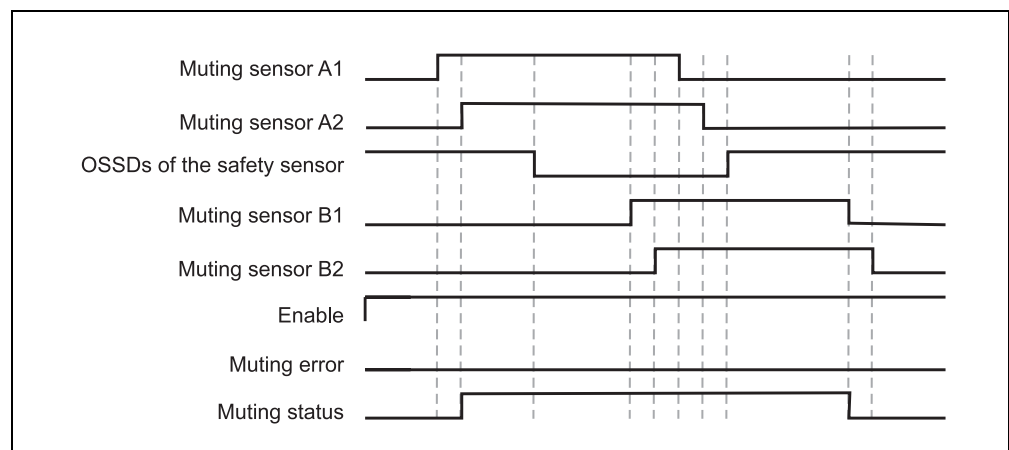 Muting sensor A1
Muting sensor A2
OSSDs of the safety sensor
Muting sensor B1
Muting sensor B2
Enable
Muting error
Muting status